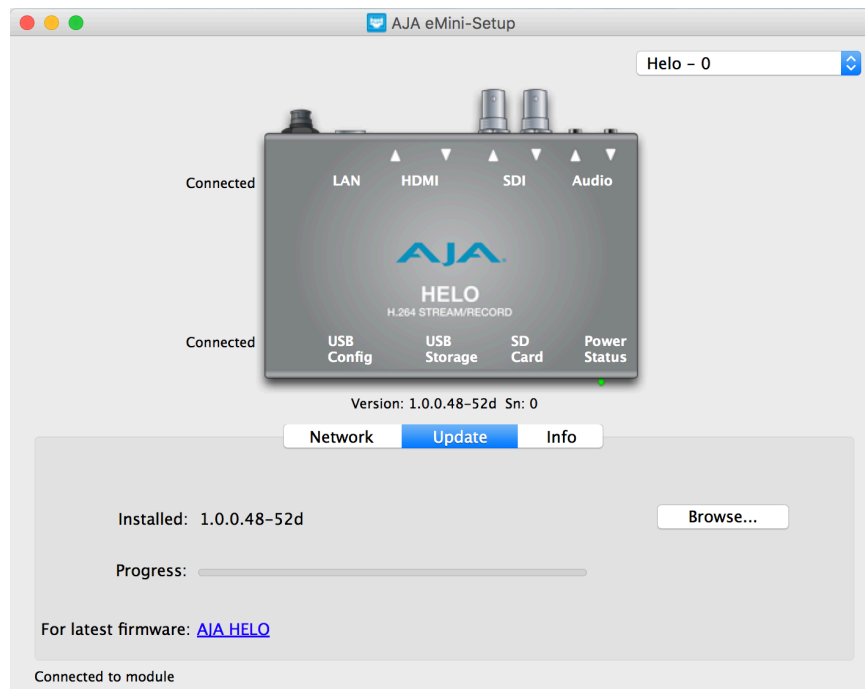 AJA eMini-Setup
Helo – 0
Connected
LAN HDMI SDI Audio
AJA
HELO
H.264 STREAM/RECORD
Connected
USB Config
USB Storage
SD Card
Power Status
Version: 1.0.0.48–52d Sn: 0
Network Update Info
Installed: 1.0.0.48–52d
Browse...
Progress:
For latest firmware: AJA HELO
Connected to module